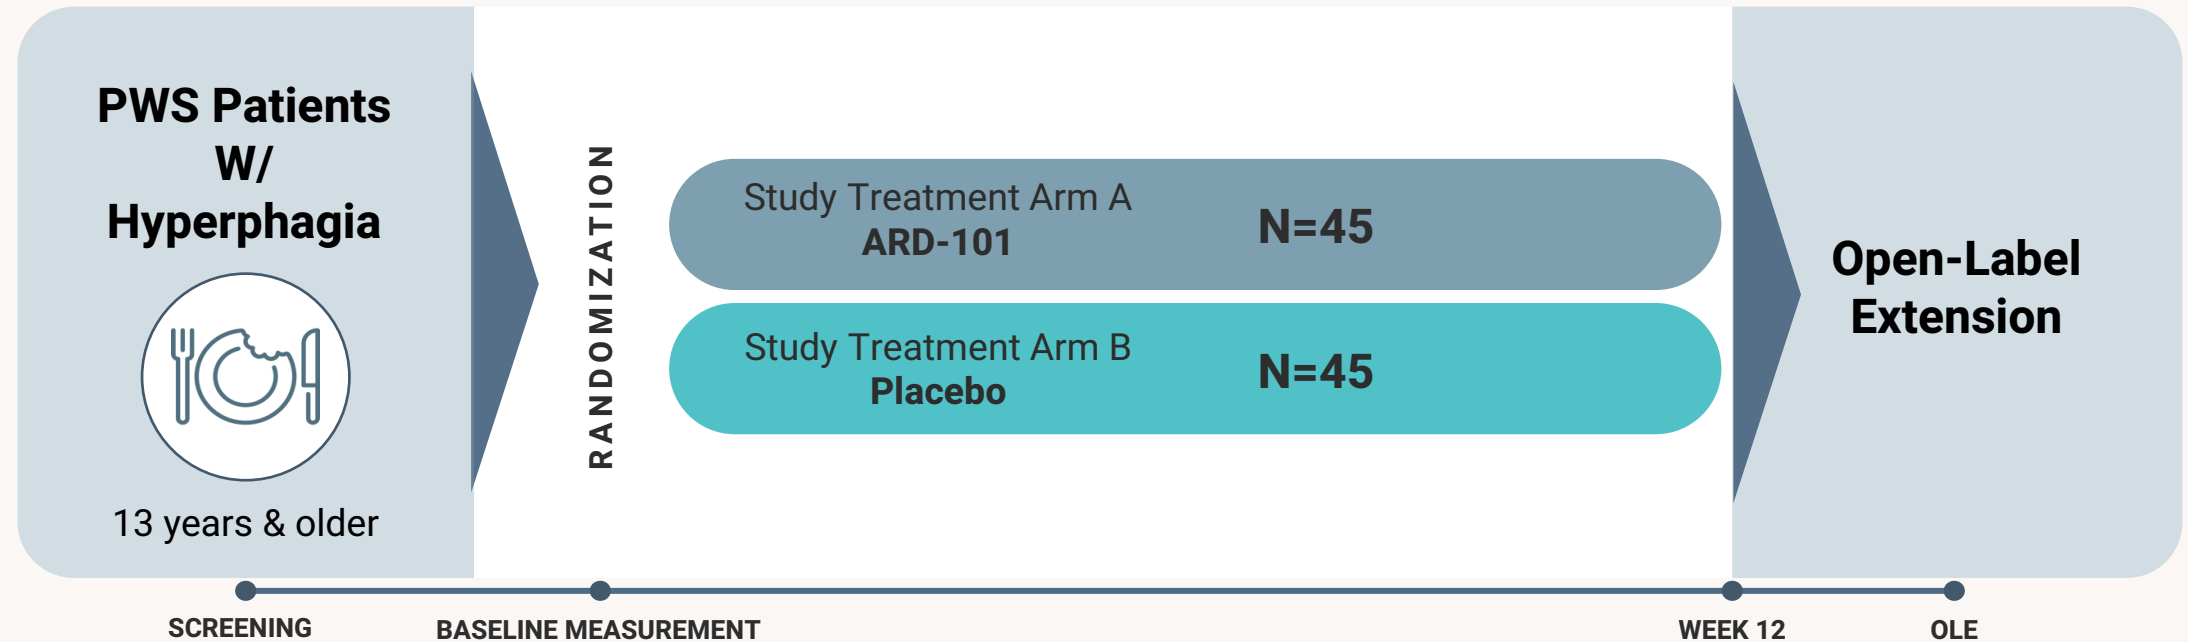 PWS Patients
W/
Hyperphagia
13 years & older
RANDOMIZATION
Study Treatment Arm A
ARD-101
N=45
Study Treatment Arm B
Placebo
N=45
Open-Label
Extension
SCREENING
BASELINE MEASUREMENT
WEEK 12
OLE